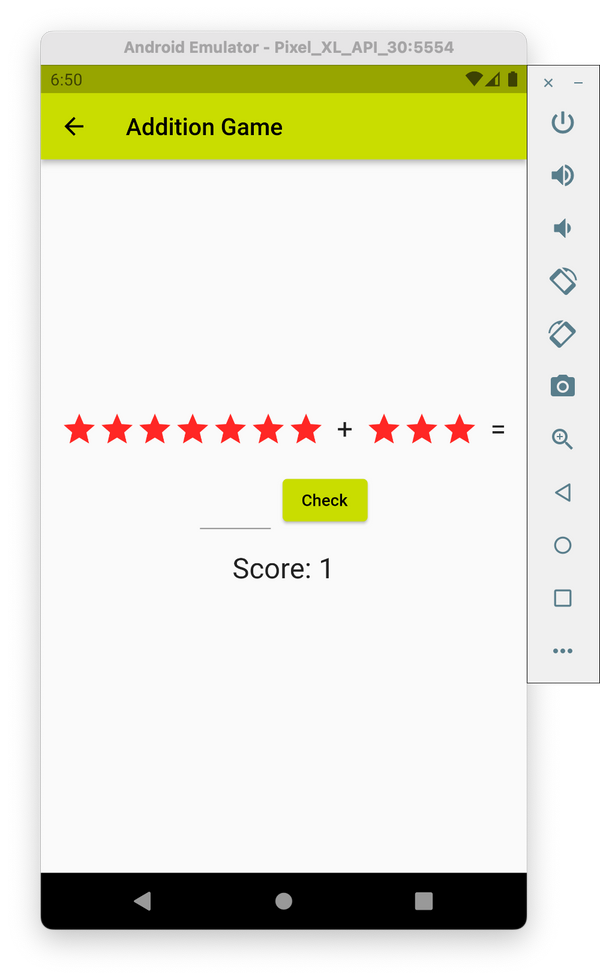 Android Emulator - Pixel_XL_API_30:5554
6:50
Addition Game
+ =
Check
Score: 1